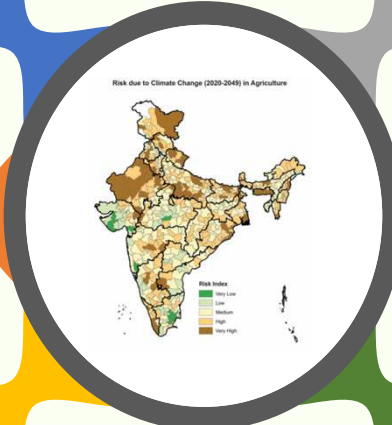 Risk due to Climate Change (2020-2049) in Agriculture
Risk Index
Very Low
Low
Medium
High
Very High